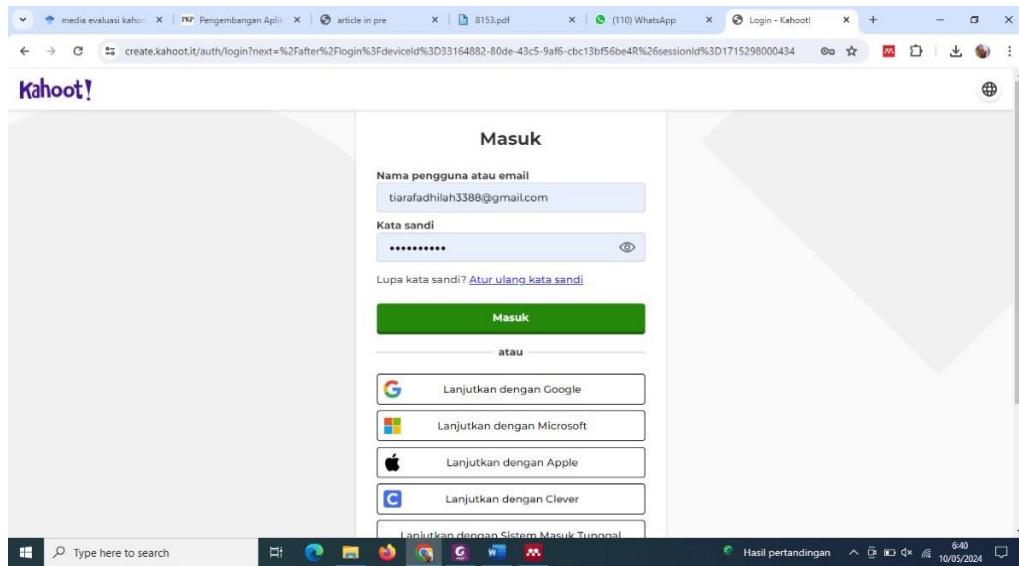 media evaluasi kahoo
PKP Pengembangan Apli
article in pre
8153.pdf
(110) WhatsApp
Login - Kahoot!
create.kahoot.it/auth/login?next=%2Fafter%2Flogin%3FdeviceId%3D33164882-80de-43c5-9af6-cbc13bf56be4R%26sessionId%3D1715298000434
Kahoot!
Masuk
Nama pengguna atau email
tiarafadhilah3388@gmail.com
Kata sandi
Lupa kata sandi? Atur ulang kata sandi
Masuk
atau
Lanjutkan dengan Google
Lanjutkan dengan Microsoft
Lanjutkan dengan Apple
C Lanjutkan dengan Clever
Lanjutkan dengan Sistem Masuk Tunggal
Type here to search
Hasil pertandingan
6:40
10/05/2024